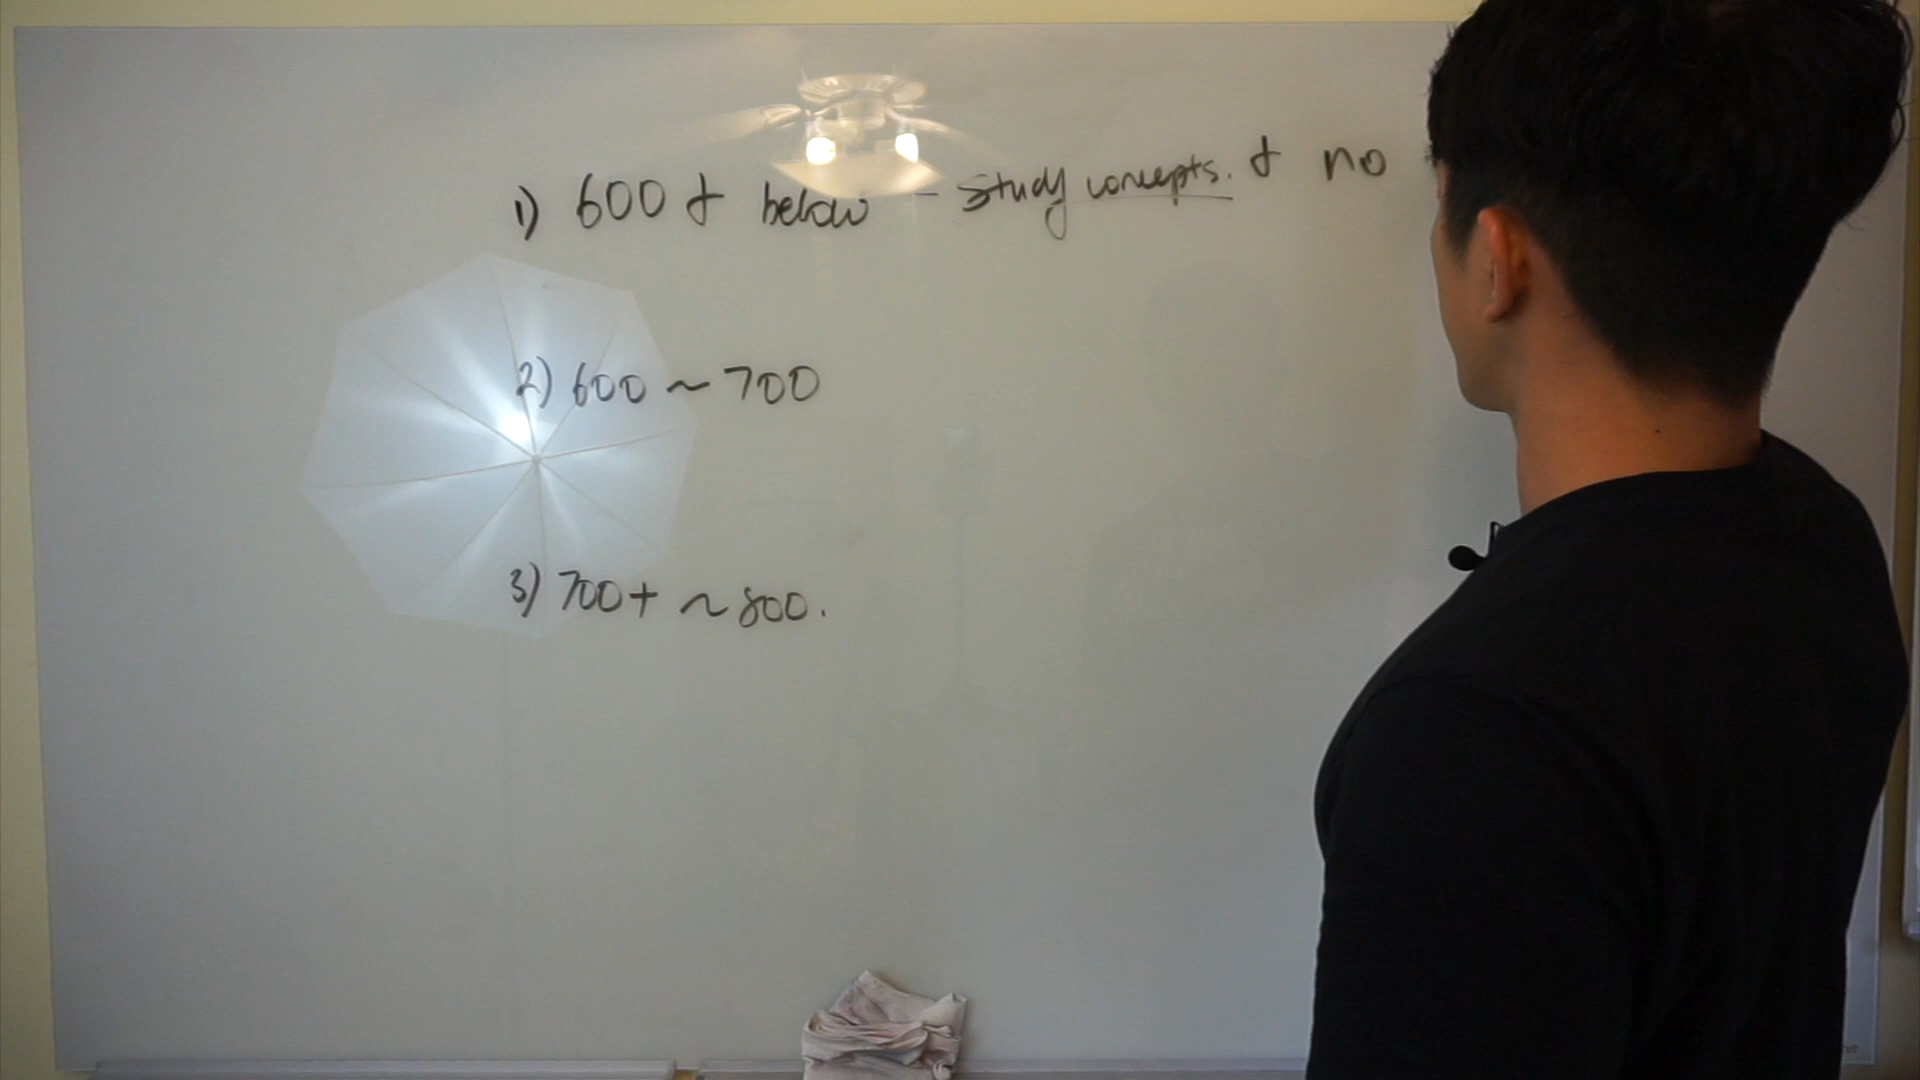 1) 600 & below - study concepts. & no
2) 600 ~ 700
3) 700+ ~ 800.